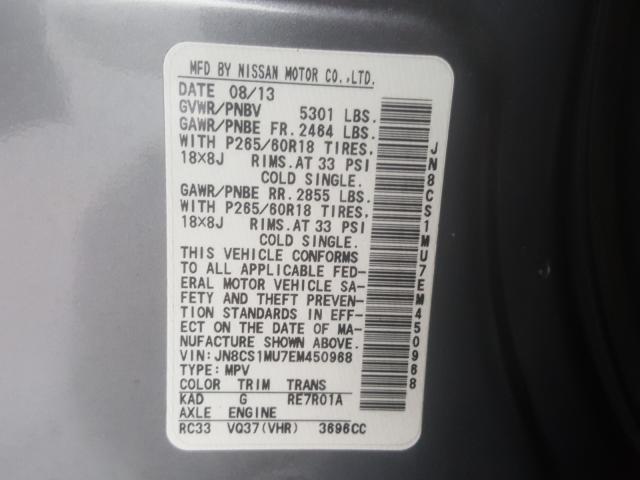 MFD BY NISSAN MOTOR CO.,LTD.
DATE 08/13
GVWR/PNBV 5301 LBS.
GAWR/PNBE FR. 2464 LBS.
WITH P265/60R18 TIRES.
18X8J RIMS. AT 33 PSI
COLD SINGLE.
GAWR/PNBE RR. 2855 LBS.
WITH P265/60R18 TIRES.
18X8J RIMS. AT 33 PSI
COLD SINGLE.
THIS VEHICLE CONFORMS
TO ALL APPLICABLE FED-
ERAL MOTOR VEHICLE SA-
FETY AND THEFT PREVEN-
TION STANDARDS IN EFF-
ECT ON THE DATE OF MA-
NUFACTURE SHOWN ABOVE.
VIN: JN8CS1MU7EM450968
TYPE: MPV
COLOR TRIM TRANS
KAD G RE7R01A
AXLE ENGINE
RC33 VQ37(VHR) 3696CC
JN8CS1MU7EM450968